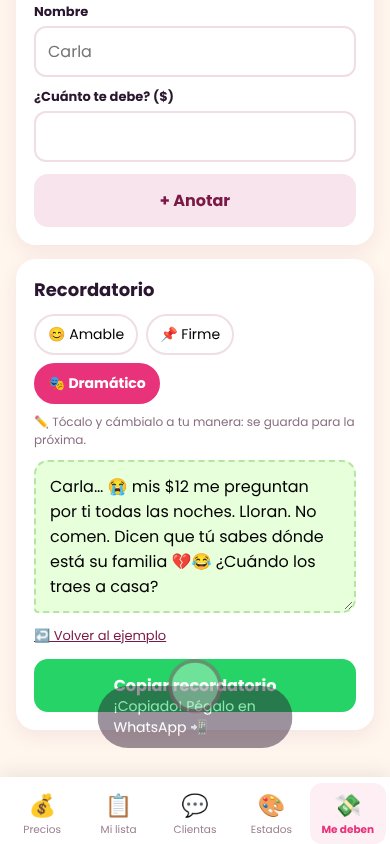 Nombre
Carla
¿Cuánto te debe? ($)
+ Anotar
Recordatorio
😊 Amable
📌 Firme
🎭 Dramático
✏️ Tócalo y cámbialo a tu manera: se guarda para la
próxima.
Carla... 😭 mis $12 me preguntan
por ti todas las noches. Lloran. No
comen. Dicen que tú sabes dónde
está su familia 💔😂 ¿Cuándo los
traes a casa?
↩️ Volver al ejemplo
Copiar recordatorio
¡Copiado! Pégalo en
WhatsApp 📲
💰 Precios
📋 Mi lista
💬 Clientas
🎨 Estados
💸 Me deben